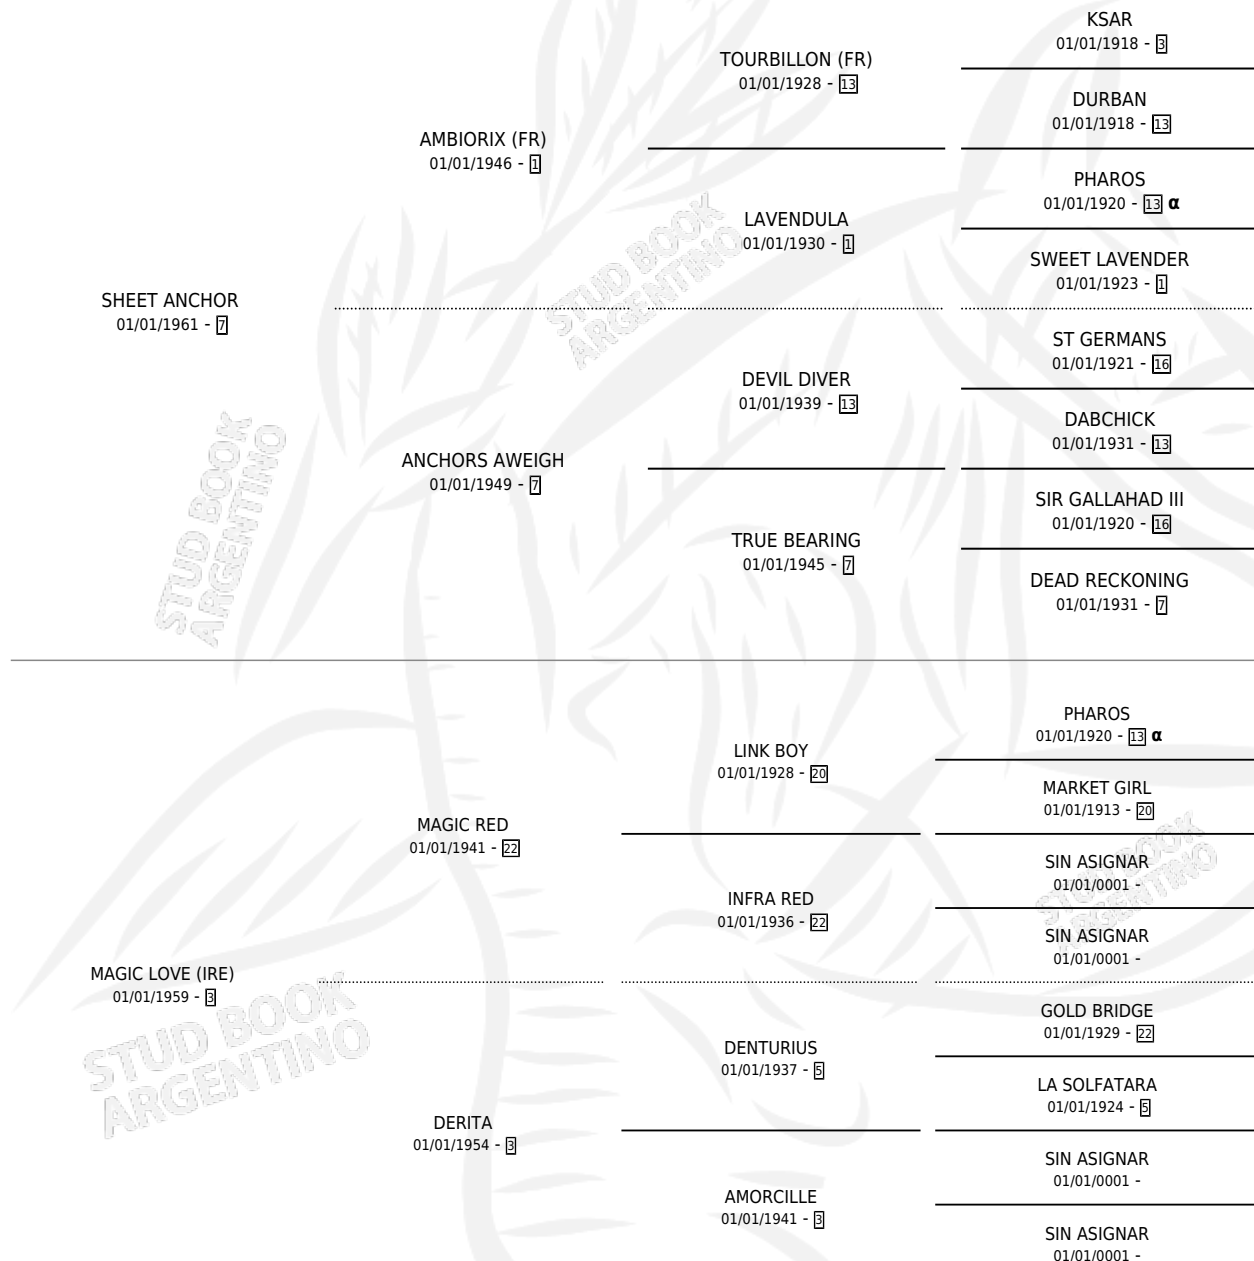 KSAR
01/01/1918 - 3
TOURBILLON (FR)
01/01/1928 - 13
DURBAN
01/01/1918 - 13
AMBIORIX (FR)
01/01/1946 - 1
PHAROS
01/01/1920 - 13 α
LAVENDULA
01/01/1930 - 1
SWEET LAVENDER
01/01/1923 - 1
SHEET ANCHOR
01/01/1961 - 7
ST GERMANS
01/01/1921 - 16
DEVIL DIVER
01/01/1939 - 13
DABCHICK
01/01/1931 - 13
ANCHORS AWEIGH
01/01/1949 - 7
SIR GALLAHAD III
01/01/1920 - 16
TRUE BEARING
01/01/1945 - 7
DEAD RECKONING
01/01/1931 - 7
PHAROS
01/01/1920 - 13 α
LINK BOY
01/01/1928 - 20
MARKET GIRL
01/01/1913 - 20
MAGIC RED
01/01/1941 - 22
SIN ASIGNAR
01/01/0001 -
INFRA RED
01/01/1936 - 22
SIN ASIGNAR
01/01/0001 -
MAGIC LOVE (IRE)
01/01/1959 - 3
GOLD BRIDGE
01/01/1929 - 22
DENTURIUS
01/01/1937 - 5
LA SOLFATARA
01/01/1924 - 5
DERITA
01/01/1954 - 3
SIN ASIGNAR
01/01/0001 -
AMORCILLE
01/01/1941 - 3
SIN ASIGNAR
01/01/0001 -
STUD BOOK
ARGENTINO
STUD BOOK
ARGENTINO
STUD BOOK
ARGENTINO
STUD BOOK
ARGENTINO